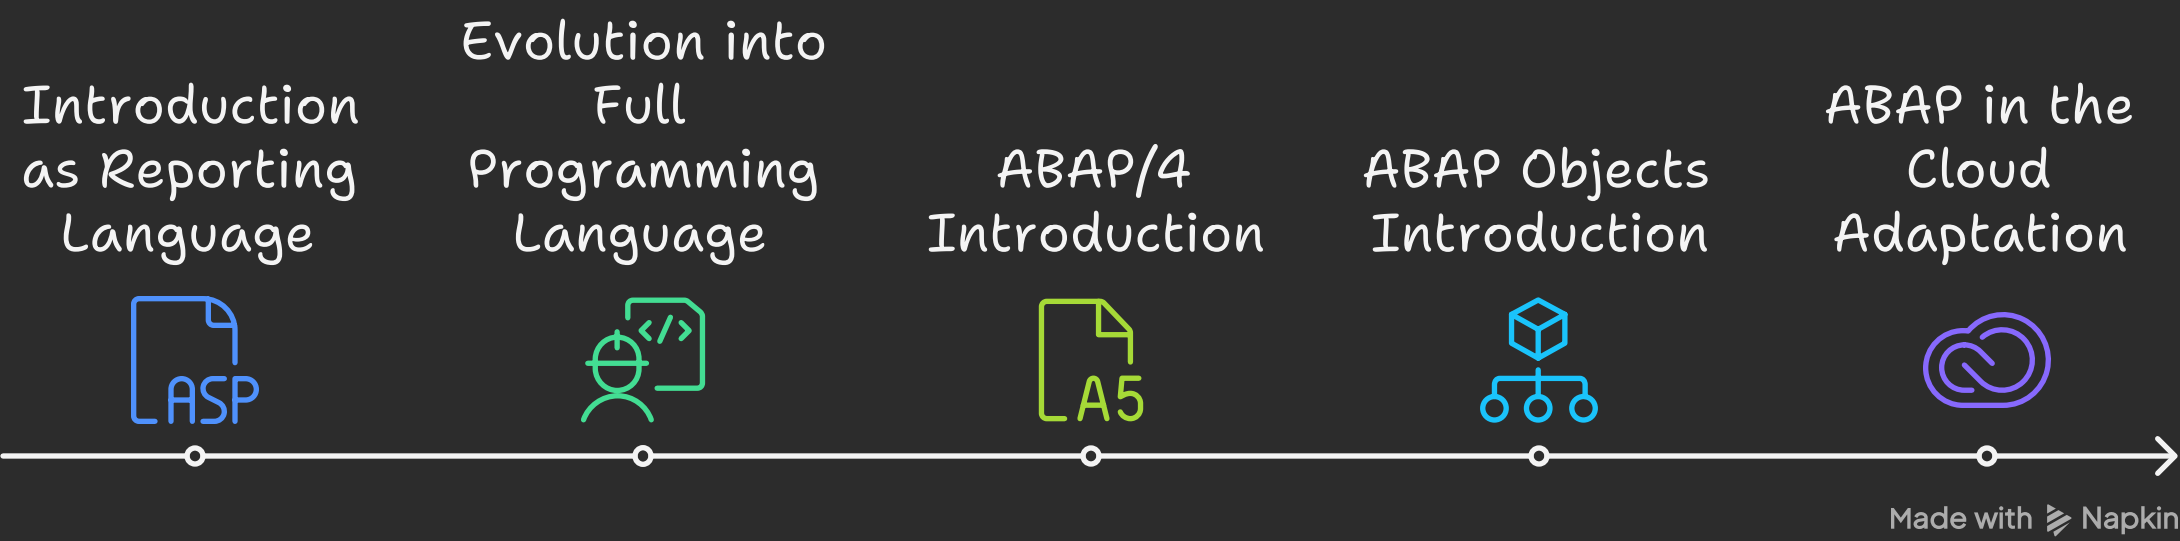 Introduction
as Reporting
Language
Evolution into
Full
Programming
Language
ABAP/4
Introduction
ABAP Objects
Introduction
ABAP in the
Cloud
Adaptation
ASP
</>
A5
Made with Napkin